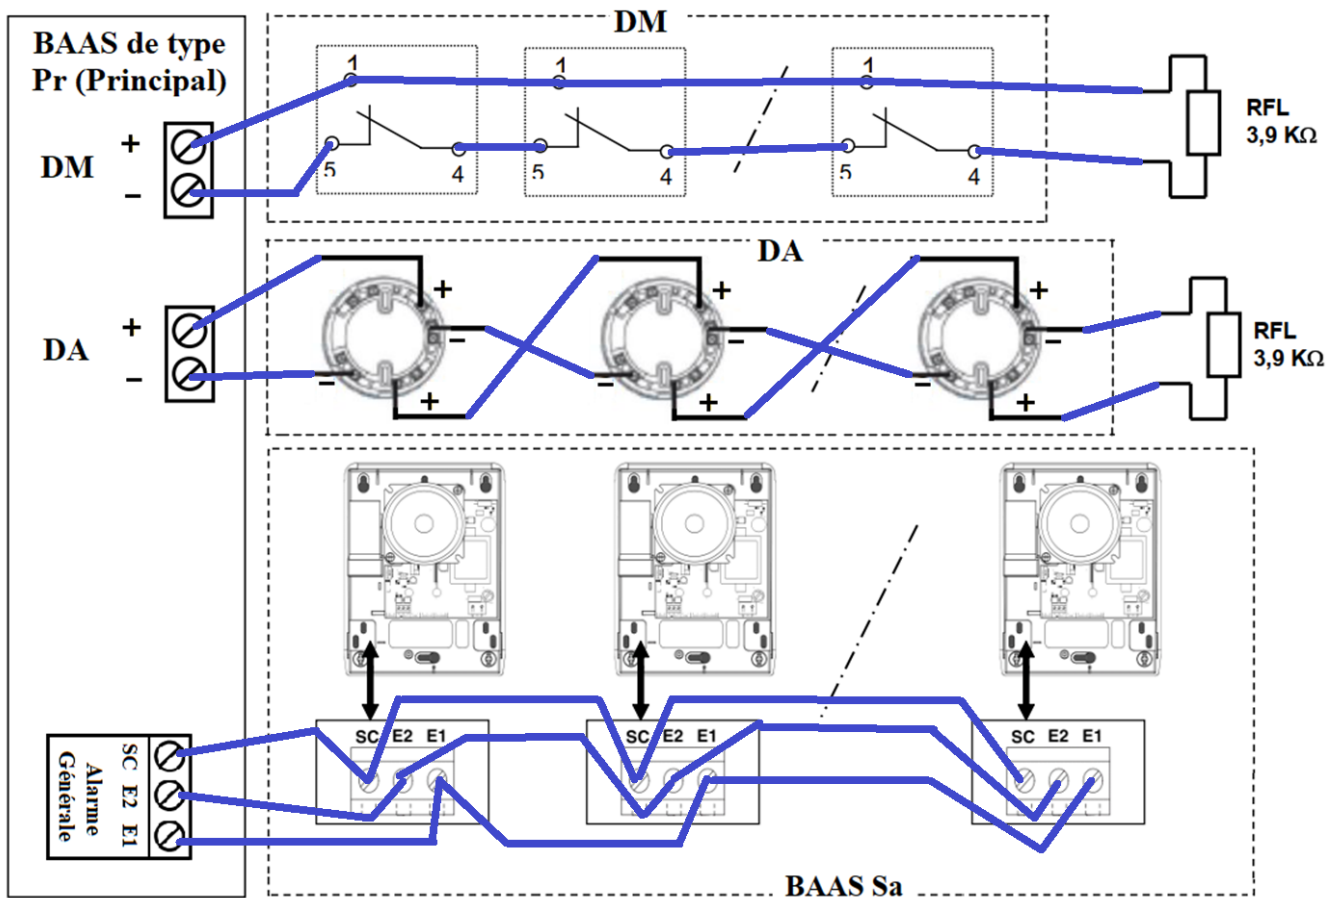 BAAS de type
Pr (Principal)
DM
+
DM
–
1
5
4
1
5
4
1
5
4
RFL
3,9 KΩ
DA
+
DA
–
+
–
–
+
+
–
–
+
+
–
–
+
RFL
3,9 KΩ
SC E2 E1
SC E2 E1
SC E2 E1
Alarme
Générale
SC E2 E1
BAAS Sa